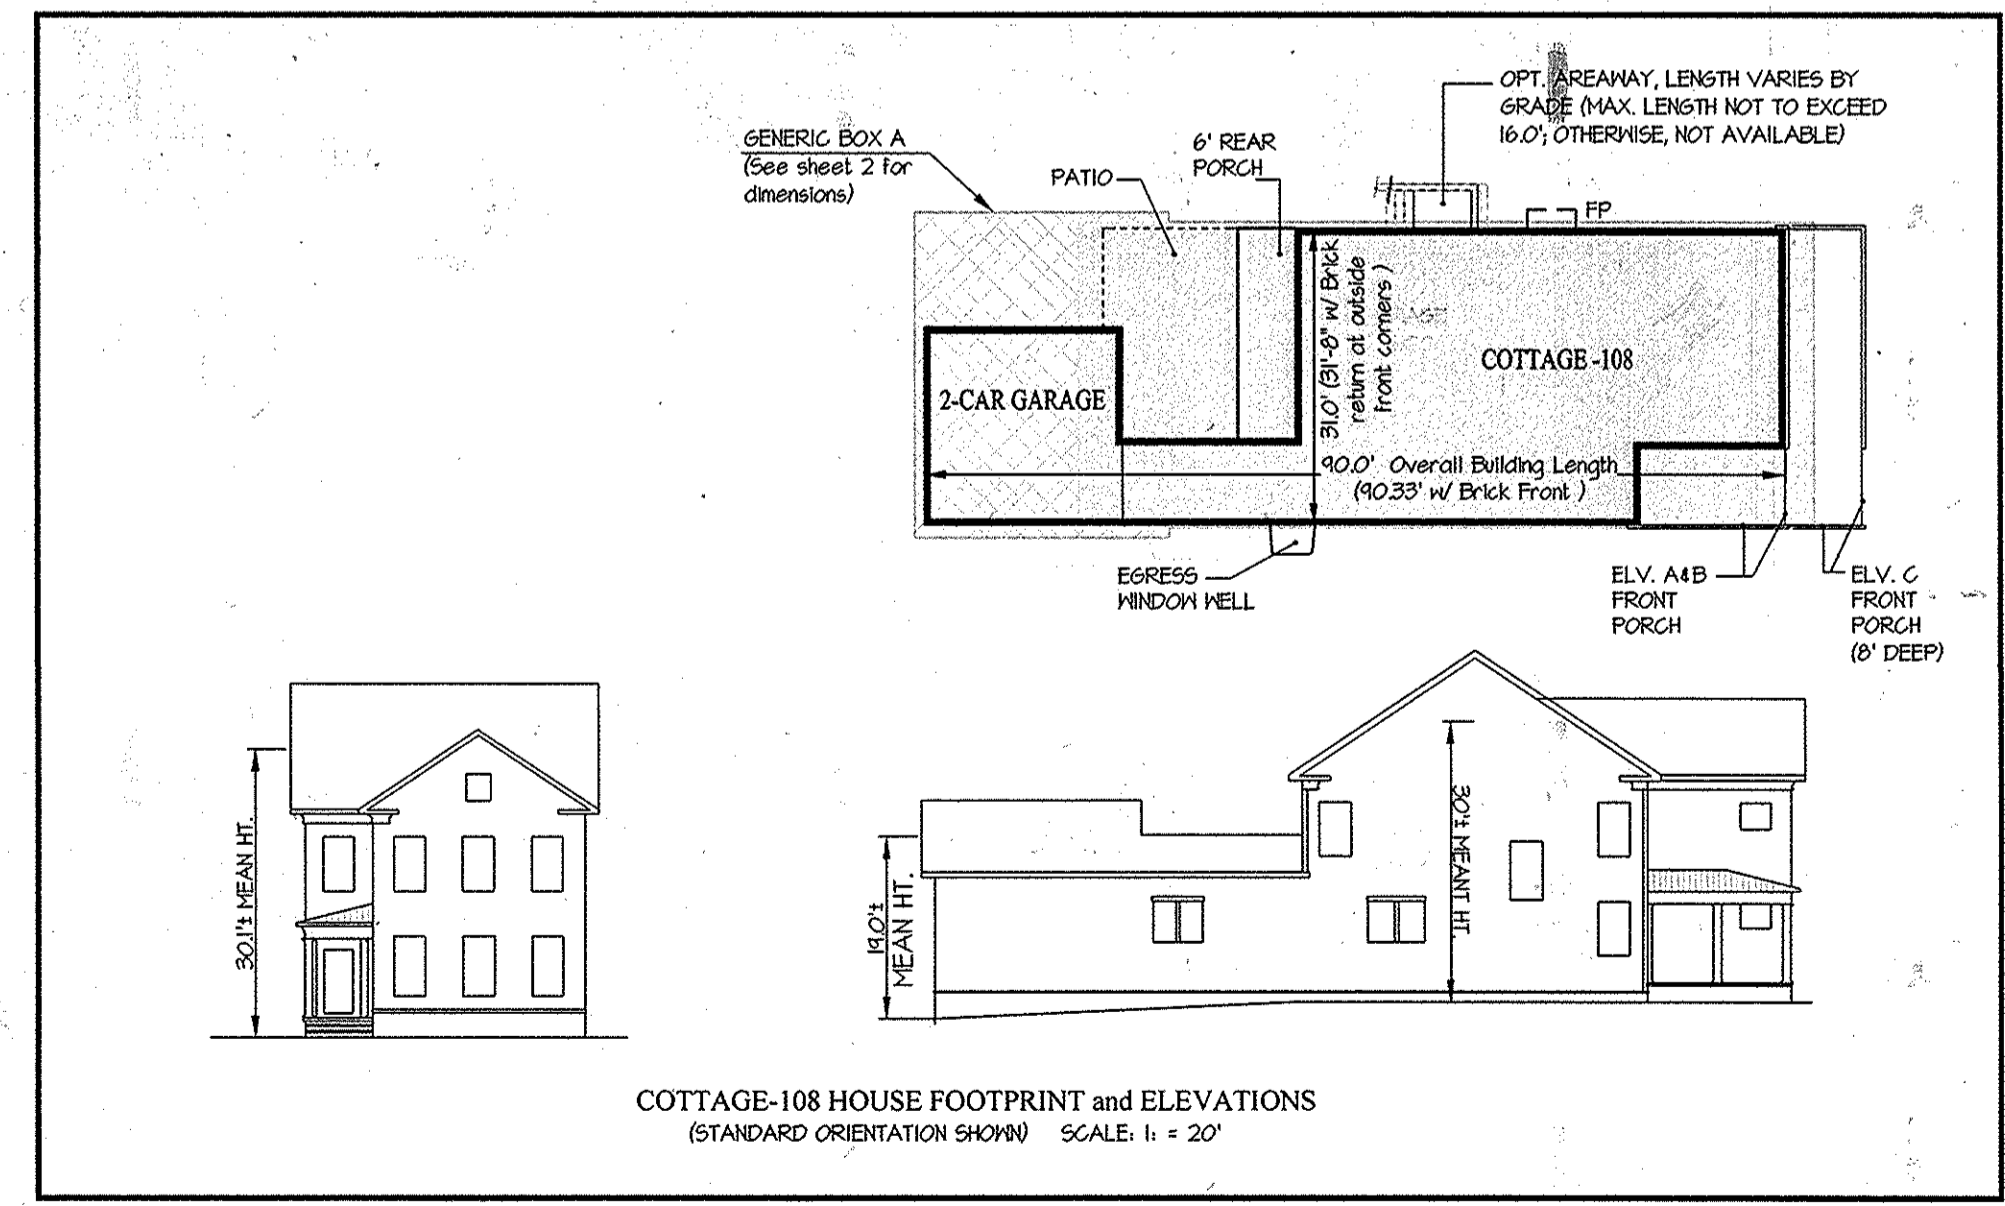 OPT. AREAWAY, LENGTH VARIES BY
GRADE (MAX. LENGTH NOT TO EXCEED
16.0'; OTHERWISE, NOT AVAILABLE)
GENERIC BOX A
(See sheet 2 for
dimensions)
6' REAR
PORCH
PATIO
FP
31.0' (31'-8" w/ Brick
return at outside
front corners )
COTTAGE -108
2-CAR GARAGE
90.0' Overall Building Length
(90.33' w/ Brick Front )
EGRESS
WINDOW WELL
ELV. A&B
FRONT
PORCH
ELV. C
FRONT
PORCH
(8' DEEP)
30.1'± MEAN HT.
19.0'±
MEAN HT.
30'± MEANT HT.
COTTAGE-108 HOUSE FOOTPRINT and ELEVATIONS
(STANDARD ORIENTATION SHOWN) SCALE: 1: = 20'